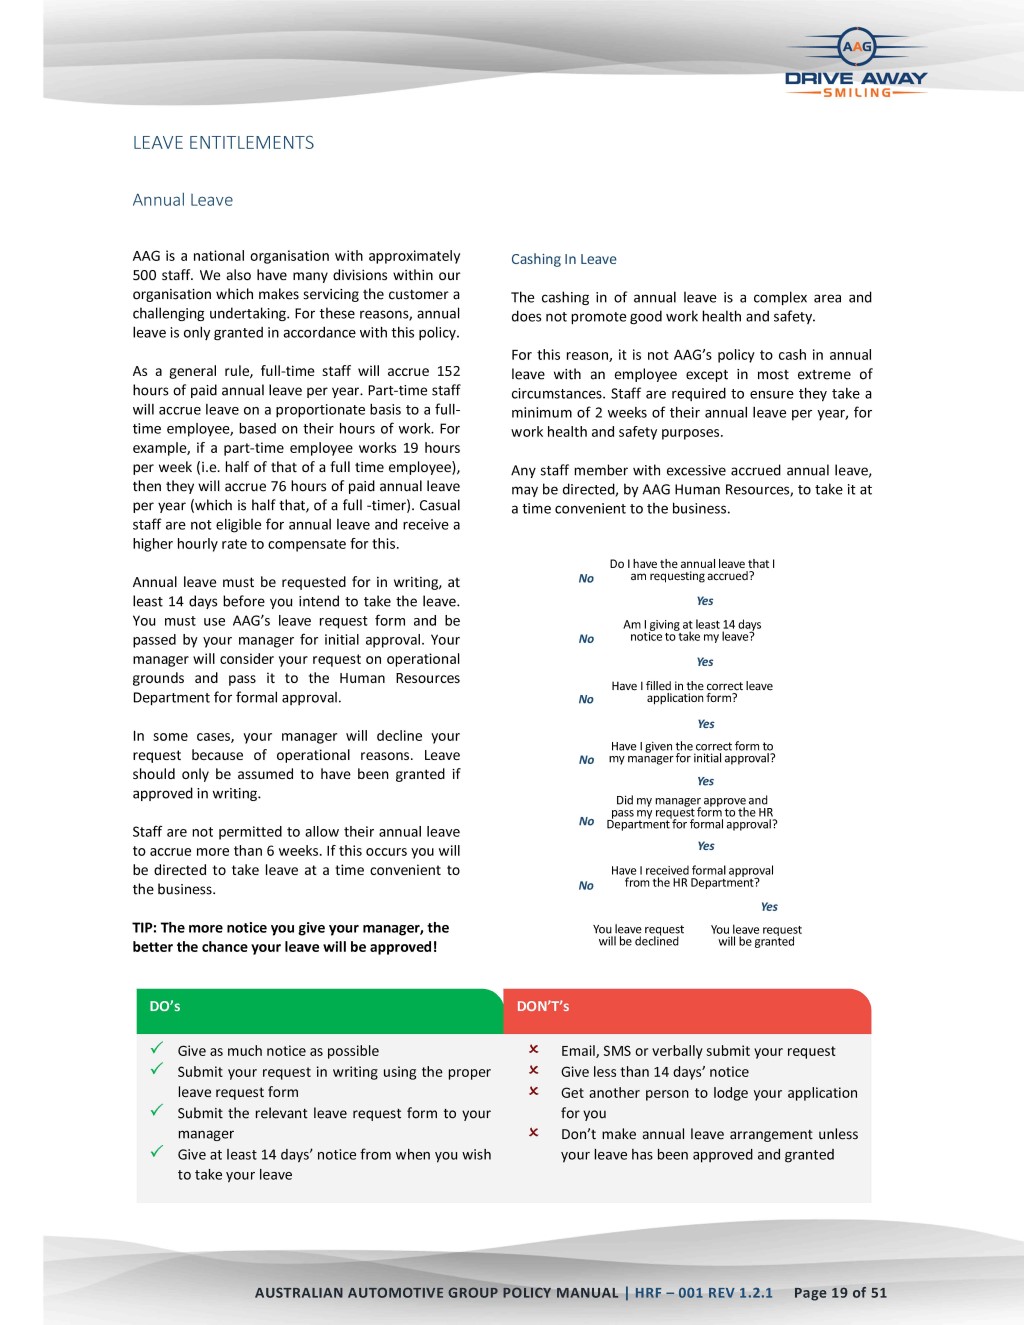 AAG
DRIVE AWAY
SMILING
LEAVE ENTITLEMENTS
Annual Leave
AAG is a national organisation with approximately
500 staff. We also have many divisions within our
organisation which makes servicing the customer a
challenging undertaking. For these reasons, annual
leave is only granted in accordance with this policy.
As a general rule, full-time staff will accrue 152
hours of paid annual leave per year. Part-time staff
will accrue leave on a proportionate basis to a full-
time employee, based on their hours of work. For
example, if a part-time employee works 19 hours
per week (i.e. half of that of a full time employee),
then they will accrue 76 hours of paid annual leave
per year (which is half that, of a full -timer). Casual
staff are not eligible for annual leave and receive a
higher hourly rate to compensate for this.
Annual leave must be requested for in writing, at
least 14 days before you intend to take the leave.
You must use AAG’s leave request form and be
passed by your manager for initial approval. Your
manager will consider your request on operational
grounds and pass it to the Human Resources
Department for formal approval.
In some cases, your manager will decline your
request because of operational reasons. Leave
should only be assumed to have been granted if
approved in writing.
Staff are not permitted to allow their annual leave
to accrue more than 6 weeks. If this occurs you will
be directed to take leave at a time convenient to
the business.
TIP: The more notice you give your manager, the
better the chance your leave will be approved!
Cashing In Leave
The cashing in of annual leave is a complex area and
does not promote good work health and safety.
For this reason, it is not AAG’s policy to cash in annual
leave with an employee except in most extreme of
circumstances. Staff are required to ensure they take a
minimum of 2 weeks of their annual leave per year, for
work health and safety purposes.
Any staff member with excessive accrued annual leave,
may be directed, by AAG Human Resources, to take it at
a time convenient to the business.
Do I have the annual leave that I
am requesting accrued?
No
Yes
Am I giving at least 14 days
notice to take my leave?
No
Yes
Have I filled in the correct leave
application form?
No
Yes
Have I given the correct form to
my manager for initial approval?
No
Yes
Did my manager approve and
pass my request form to the HR
Department for formal approval?
No
Yes
Have I received formal approval
from the HR Department?
No
Yes
You leave request
will be declined
You leave request
will be granted
DO’s
Give as much notice as possible
Submit your request in writing using the proper
leave request form
Submit the relevant leave request form to your
manager
Give at least 14 days’ notice from when you wish
to take your leave
DON’T’s
Email, SMS or verbally submit your request
Give less than 14 days’ notice
Get another person to lodge your application
for you
Don’t make annual leave arrangement unless
your leave has been approved and granted
AUSTRALIAN AUTOMOTIVE GROUP POLICY MANUAL | HRF – 001 REV 1.2.1 Page 19 of 51